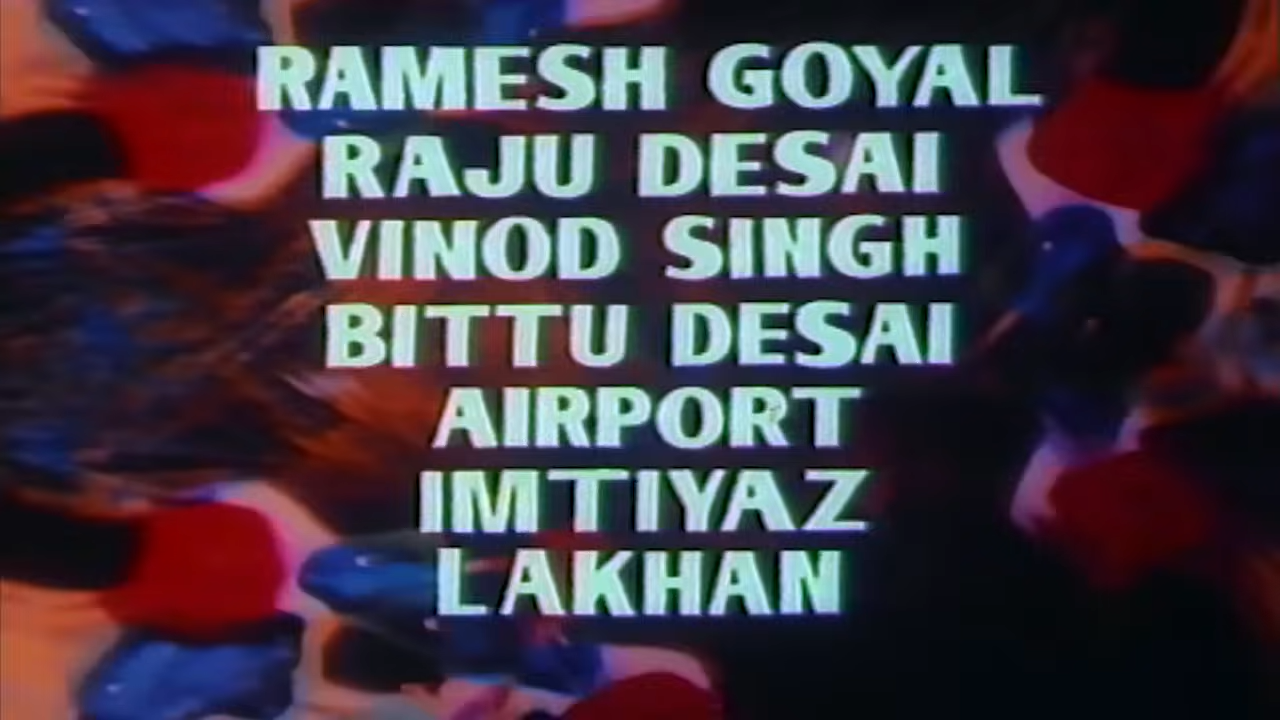 RAMESH GOYAL
RAJU DESAI
VINOD SINGH
BITTU DESAI
AIRPORT
IMTIYAZ
LAKHAN